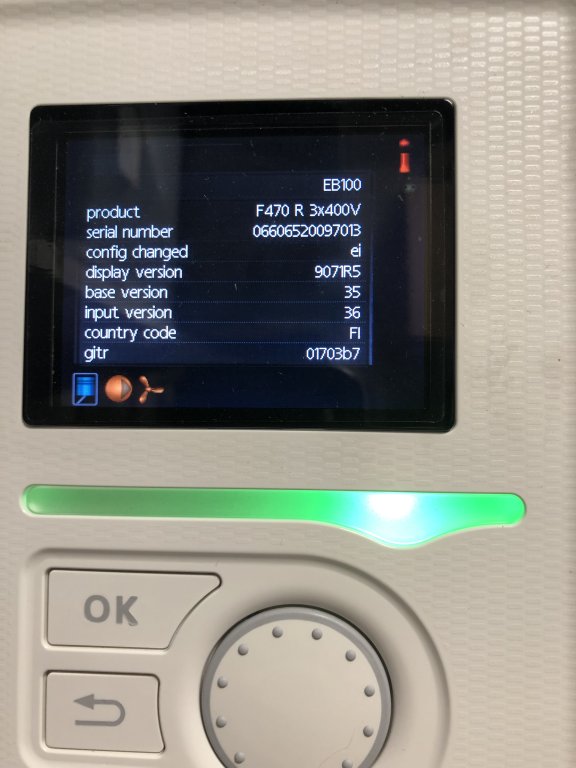 EB100
product F470 R 3x400V
serial number 06606520097013
config changed ei
display version 9071R5
base version 35
input version 36
country code FI
gitr 01703b7
OK